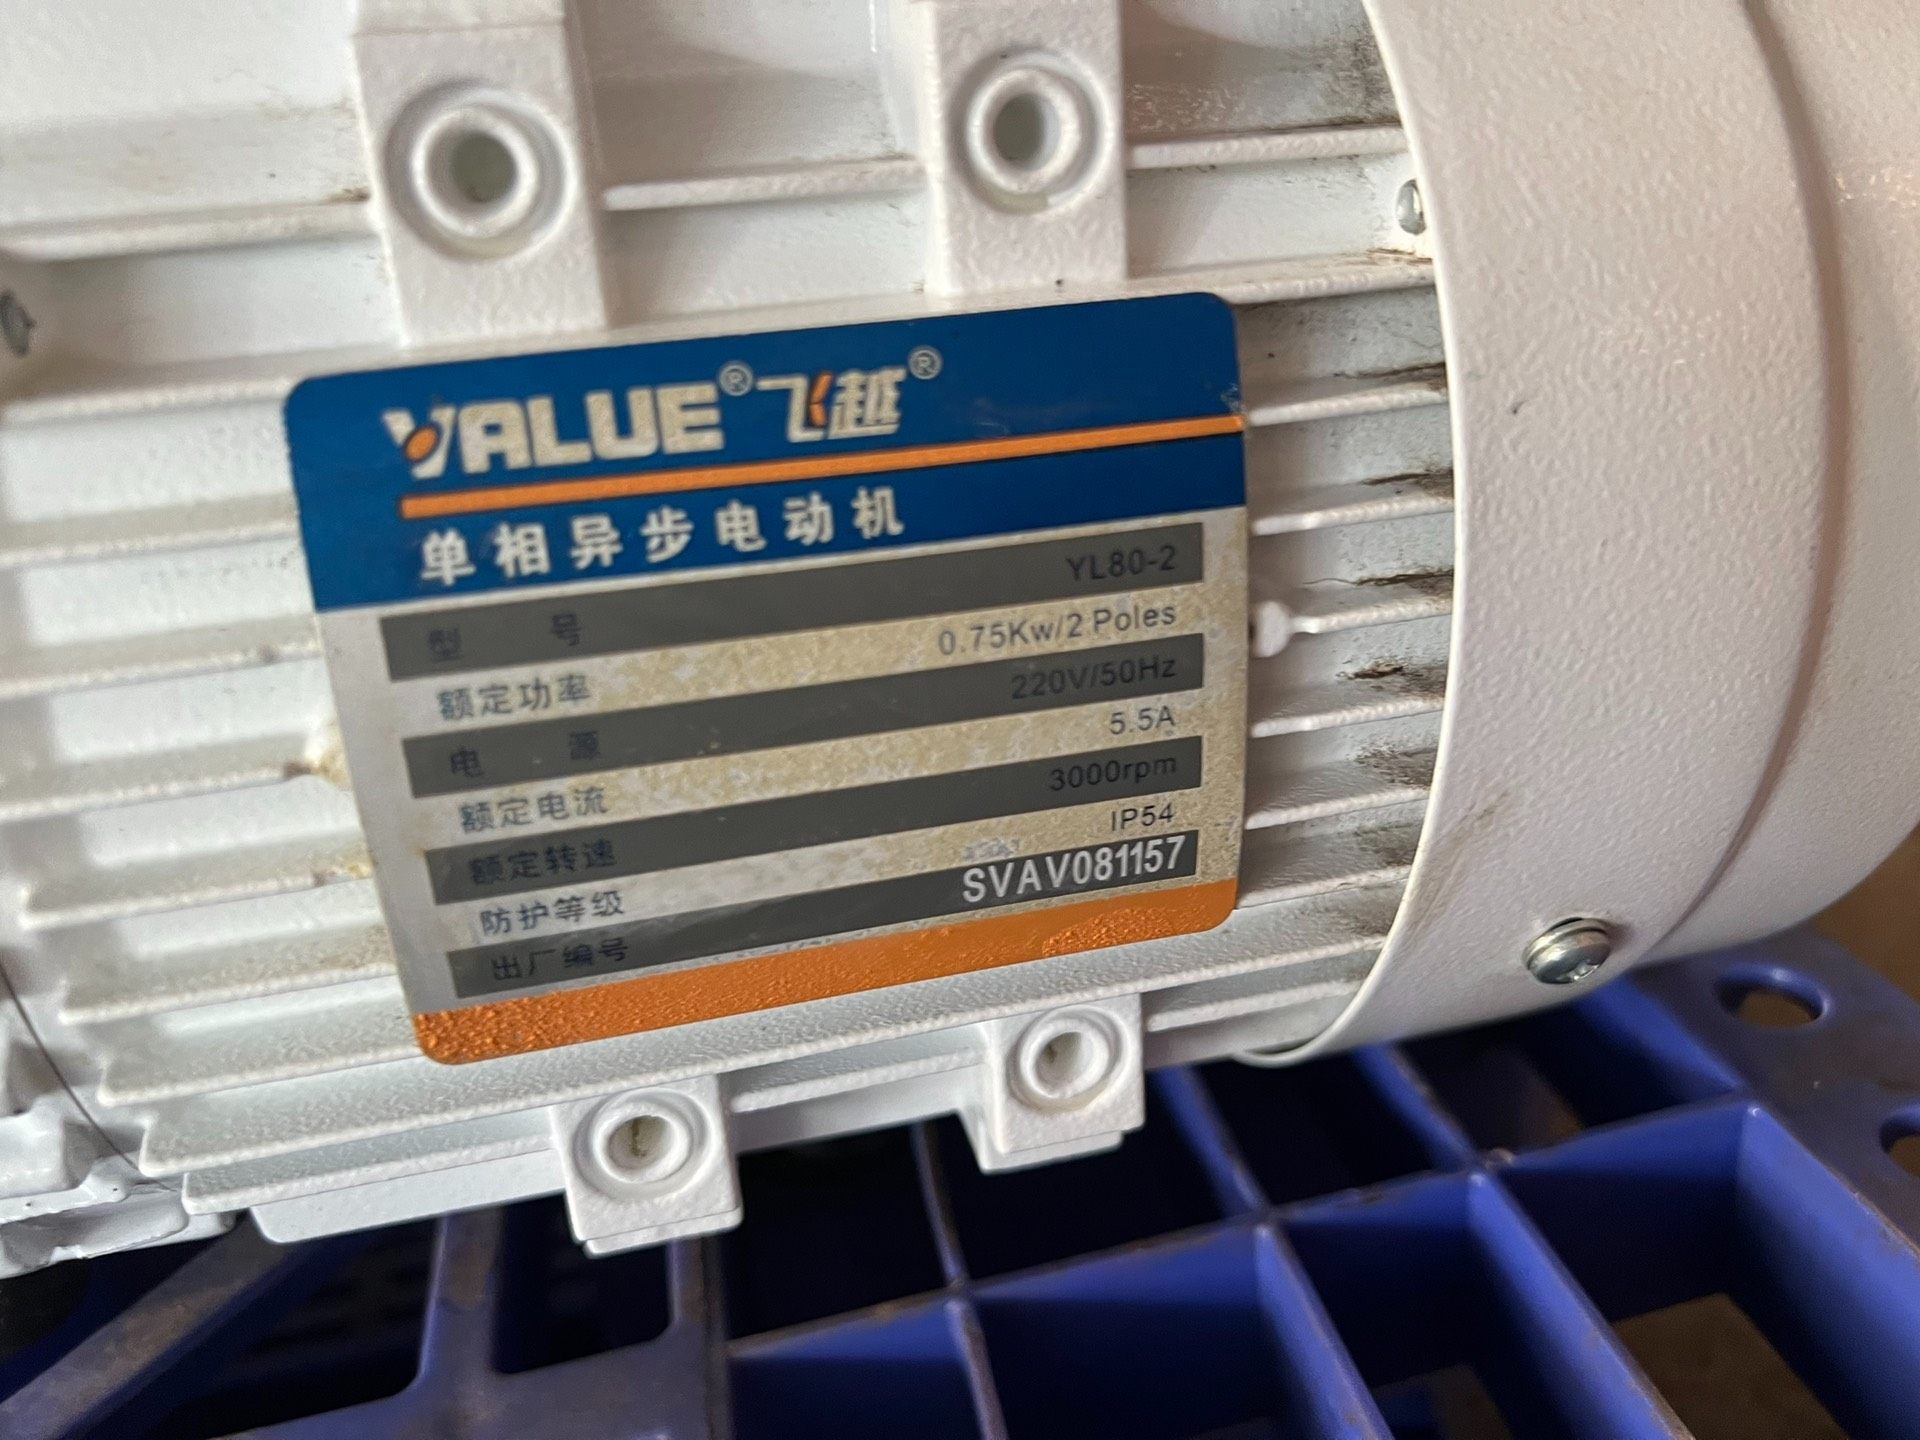 VALUE® 飞越®
单相异步电动机
型号 YL80-2
额定功率 0.75Kw/2 Poles
电源 220V/50Hz
额定电流 5.5A
额定转速 3000rpm
防护等级 IP54
出厂编号 SVAV081157